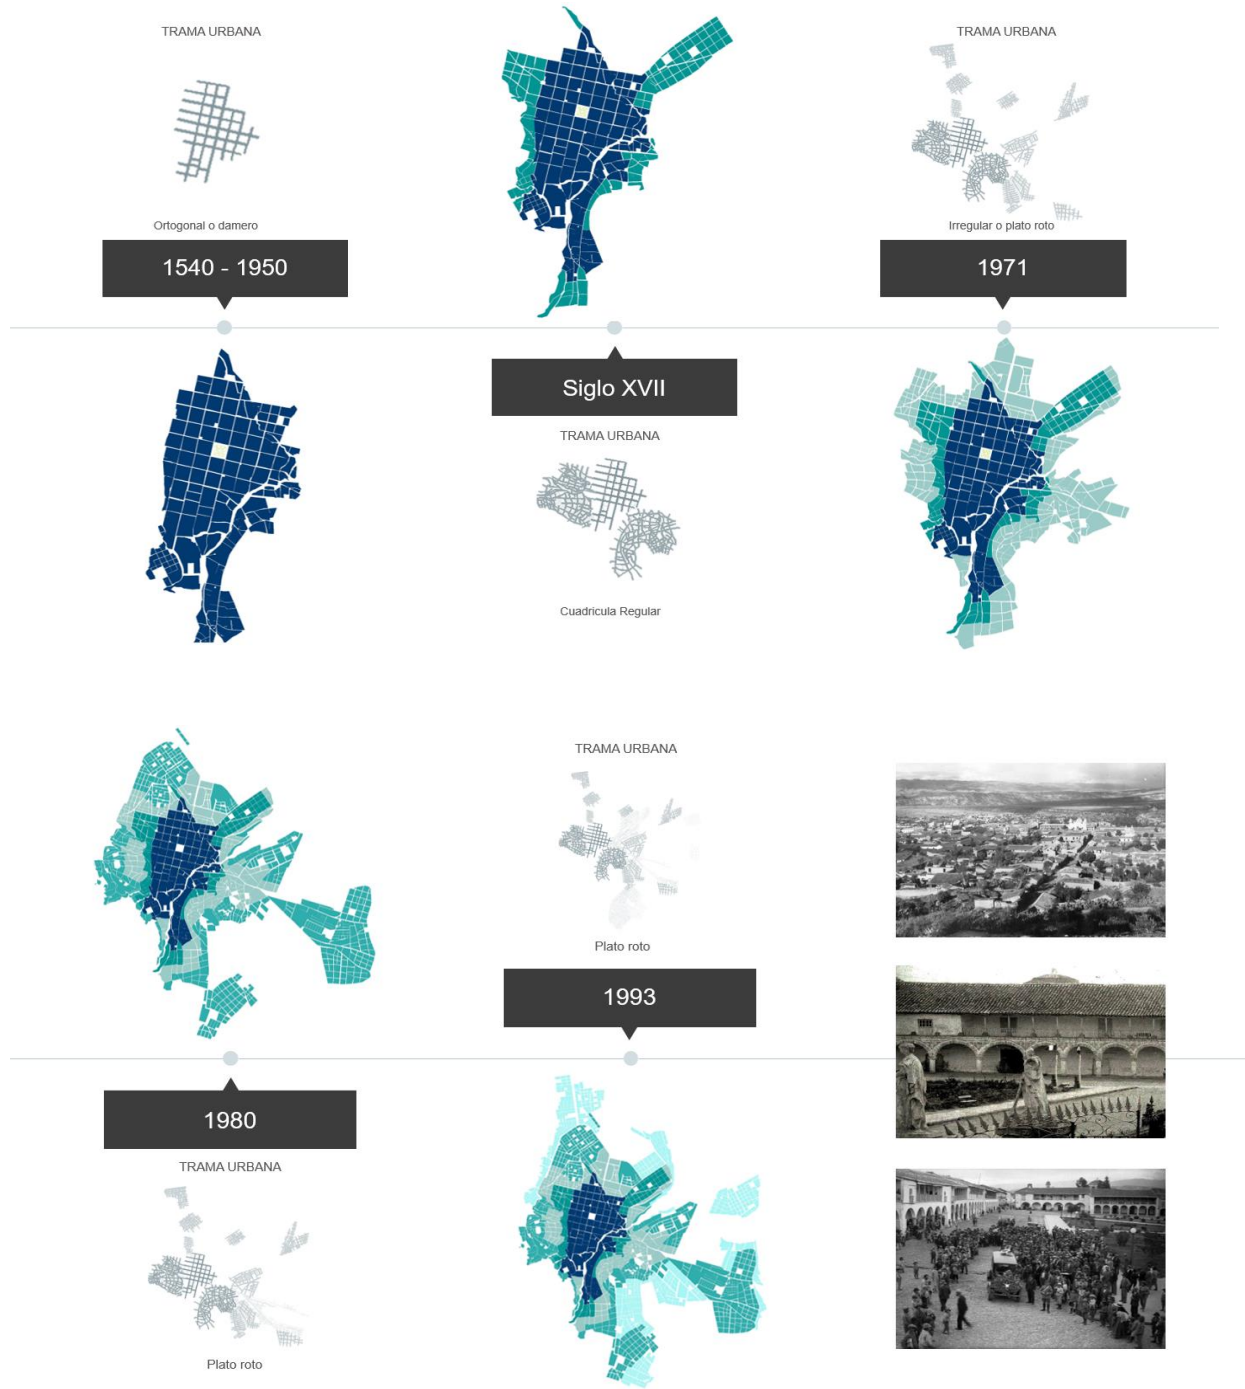 TRAMA URBANA
Ortogonal o damero
1540 - 1950
Siglo XVII
TRAMA URBANA
Cuadricula Regular
TRAMA URBANA
Irregular o plato roto
1971
1980
TRAMA URBANA
Plato roto
TRAMA URBANA
Plato roto
1993